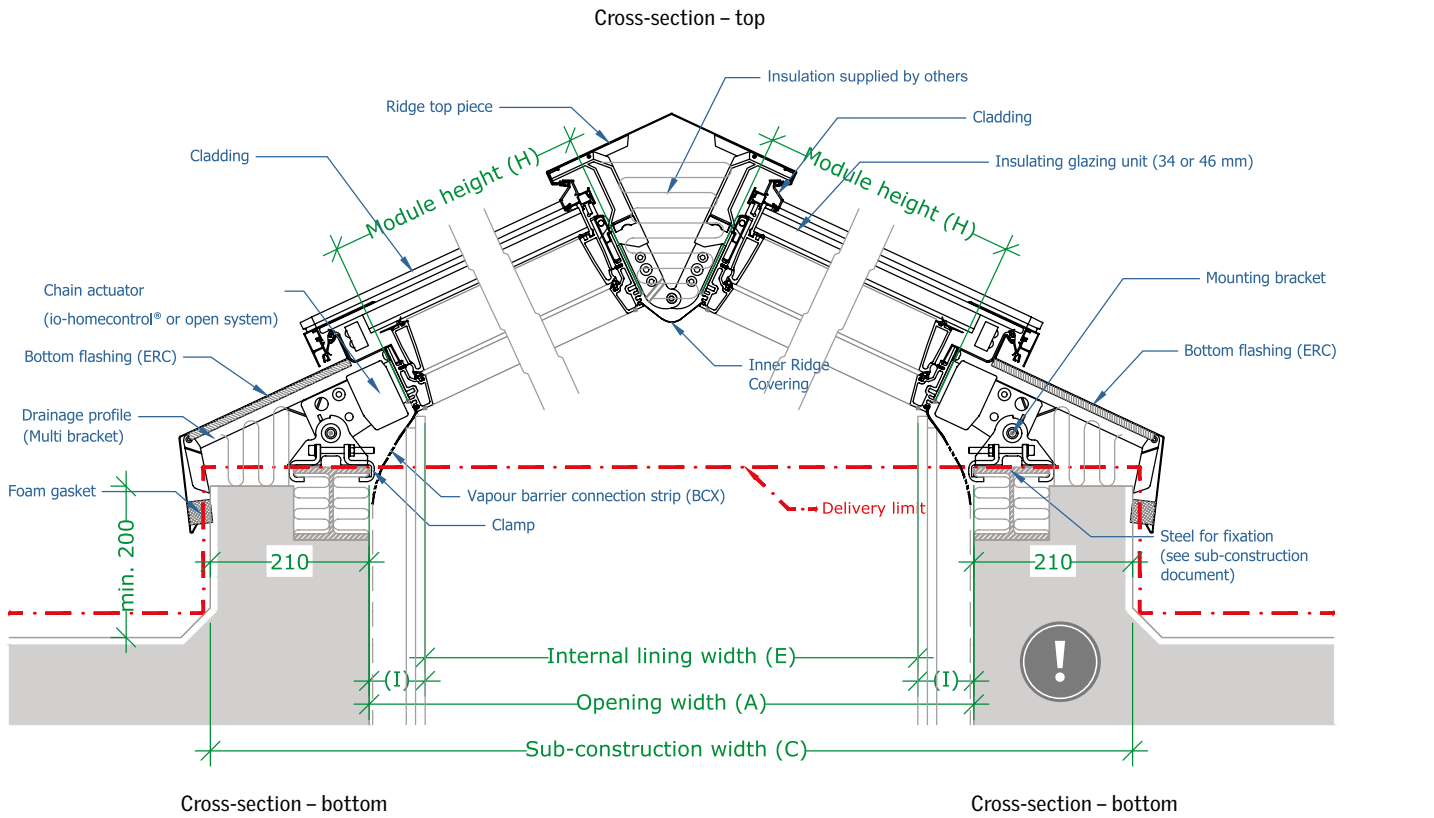 Cross-section – top
Insulation supplied by others
Ridge top piece
Cladding
Cladding
Insulating glazing unit (34 or 46 mm)
Module height (H)
Module height (H)
Mounting bracket
Chain actuator
(io-homecontrol® or open system)
Bottom flashing (ERC)
Bottom flashing (ERC)
Inner Ridge
Covering
Drainage profile
(Multi bracket)
Foam gasket
Vapour barrier connection strip (BCX)
Clamp
Delivery limit
Steel for fixation
(see sub-construction
document)
min. 200
210
210
!
Internal lining width (E)
(I)
(I)
Opening width (A)
Sub-construction width (C)
Cross-section – bottom
Cross-section – bottom